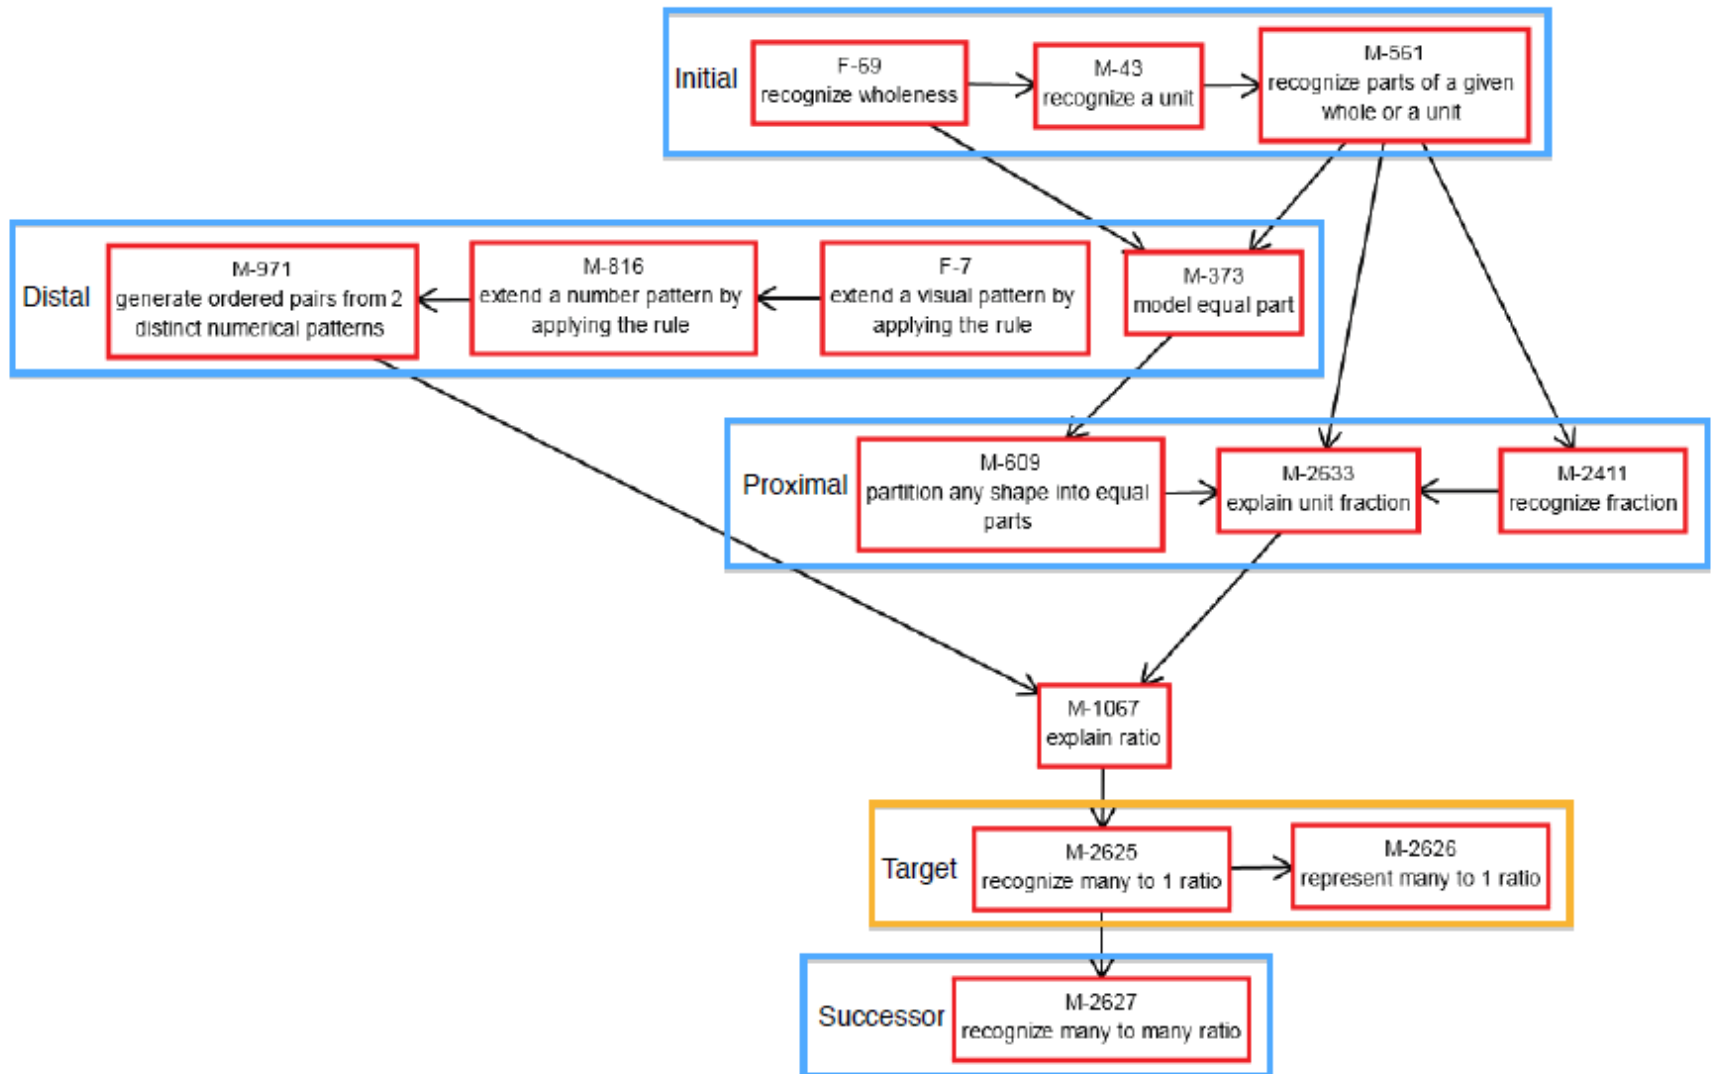 Initial
F-59
recognize wholeness
M-43
recognize a unit
M-561
recognize parts of a given
whole or a unit
Distal
M-971
generate ordered pairs from 2
distinct numerical patterns
M-816
extend a number pattern by
applying the rule
F-7
extend a visual pattern by
applying the rule
M-373
model equal part
Proximal
M-609
partition any shape into equal
parts
M-2633
explain unit fraction
M-2411
recognize fraction
M-1067
explain ratio
Target
M-2625
recognize many to 1 ratio
M-2626
represent many to 1 ratio
Successor
M-2627
recognize many to many ratio